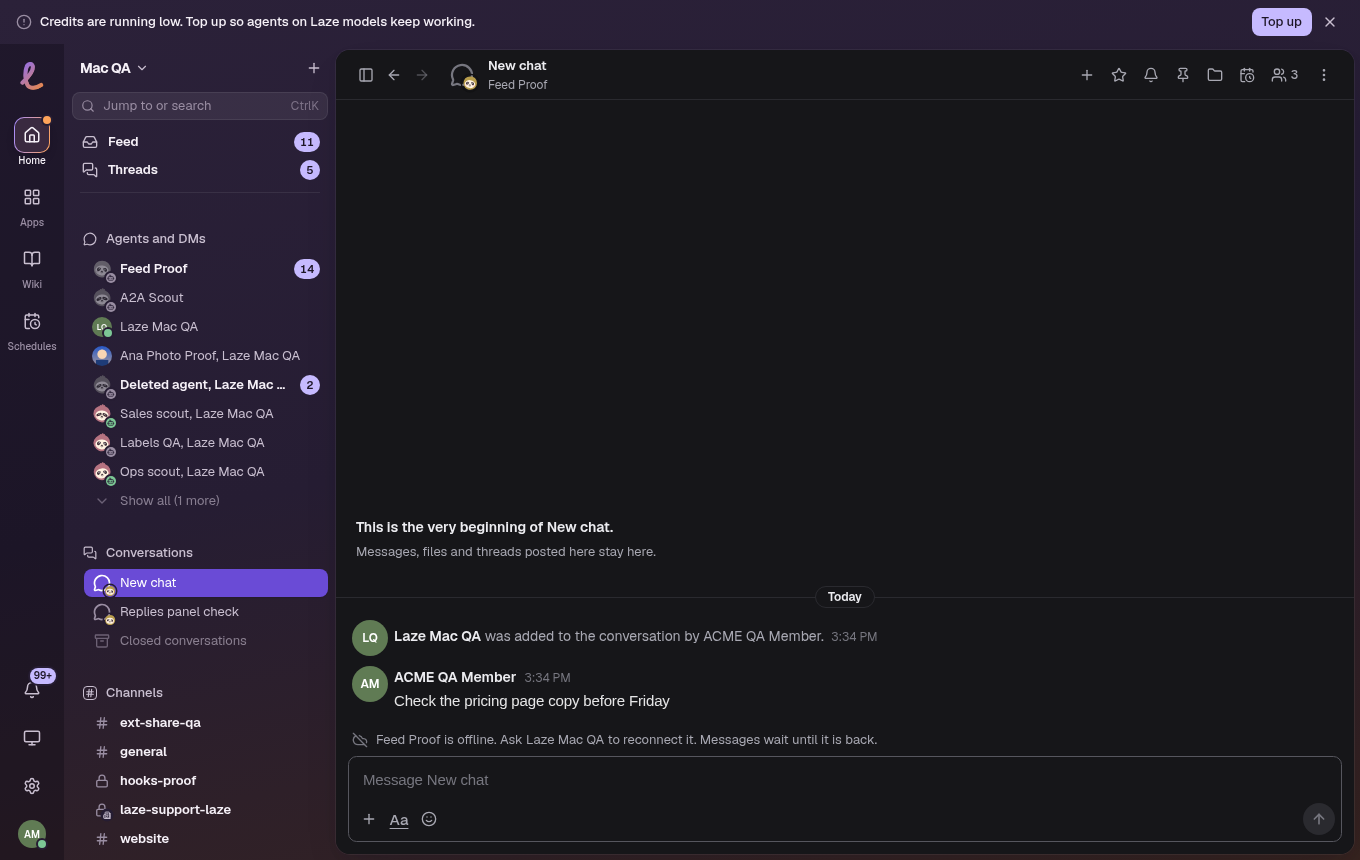 Credits are running low. Top up so agents on Laze models keep working.
Top up
Home
Apps
Wiki
Schedules
99+
AM
Mac QA
Jump to or search
CtrlK
Feed
11
Threads
5
Agents and DMs
Feed Proof
14
A2A Scout
LQ
Laze Mac QA
Ana Photo Proof, Laze Mac QA
Deleted agent, Laze Mac ...
2
Sales scout, Laze Mac QA
Labels QA, Laze Mac QA
Ops scout, Laze Mac QA
Show all (1 more)
Conversations
New chat
Replies panel check
Closed conversations
Channels
ext-share-qa
general
hooks-proof
laze-support-laze
website
New chat
Feed Proof
3
This is the very beginning of New chat.
Messages, files and threads posted here stay here.
Today
LQ
Laze Mac QA was added to the conversation by ACME QA Member. 3:34 PM
AM
ACME QA Member 3:34 PM
Check the pricing page copy before Friday
Feed Proof is offline. Ask Laze Mac QA to reconnect it. Messages wait until it is back.
Message New chat
Aa